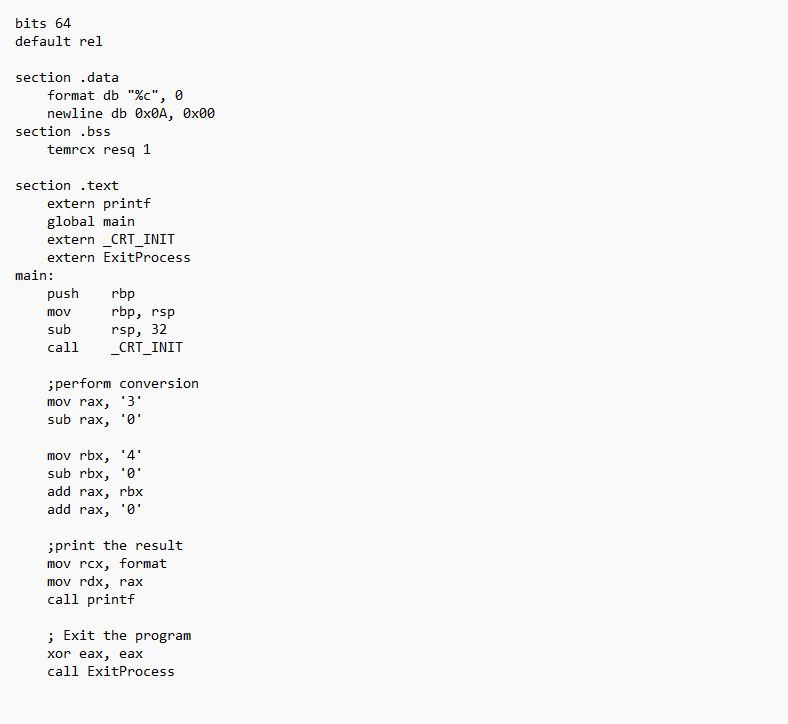 bits 64
default rel

section .data
    format db "%c", 0
    newline db 0x0A, 0x00
section .bss
    temrcx resq 1

section .text
    extern printf
    global main
    extern _CRT_INIT
    extern ExitProcess
main:
    push    rbp
    mov     rbp, rsp
    sub     rsp, 32
    call    _CRT_INIT

    ;perform conversion
    mov rax, '3'
    sub rax, '0'

    mov rbx, '4'
    sub rbx, '0'
    add rax, rbx
    add rax, '0'

    ;print the result
    mov rcx, format
    mov rdx, rax
    call printf

    ; Exit the program
    xor eax, eax
    call ExitProcess